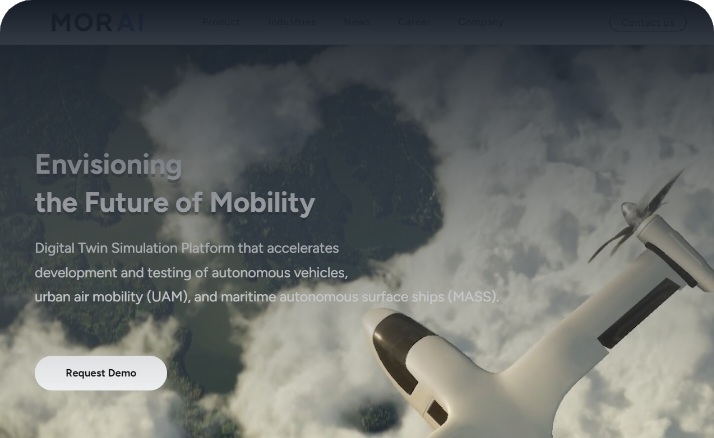 MORAI
Product Industries News Career Company Contact us
Envisioning
the Future of Mobility
Digital Twin Simulation Platform that accelerates
development and testing of autonomous vehicles,
urban air mobility (UAM), and maritime autonomous surface ships (MASS).
Request Demo